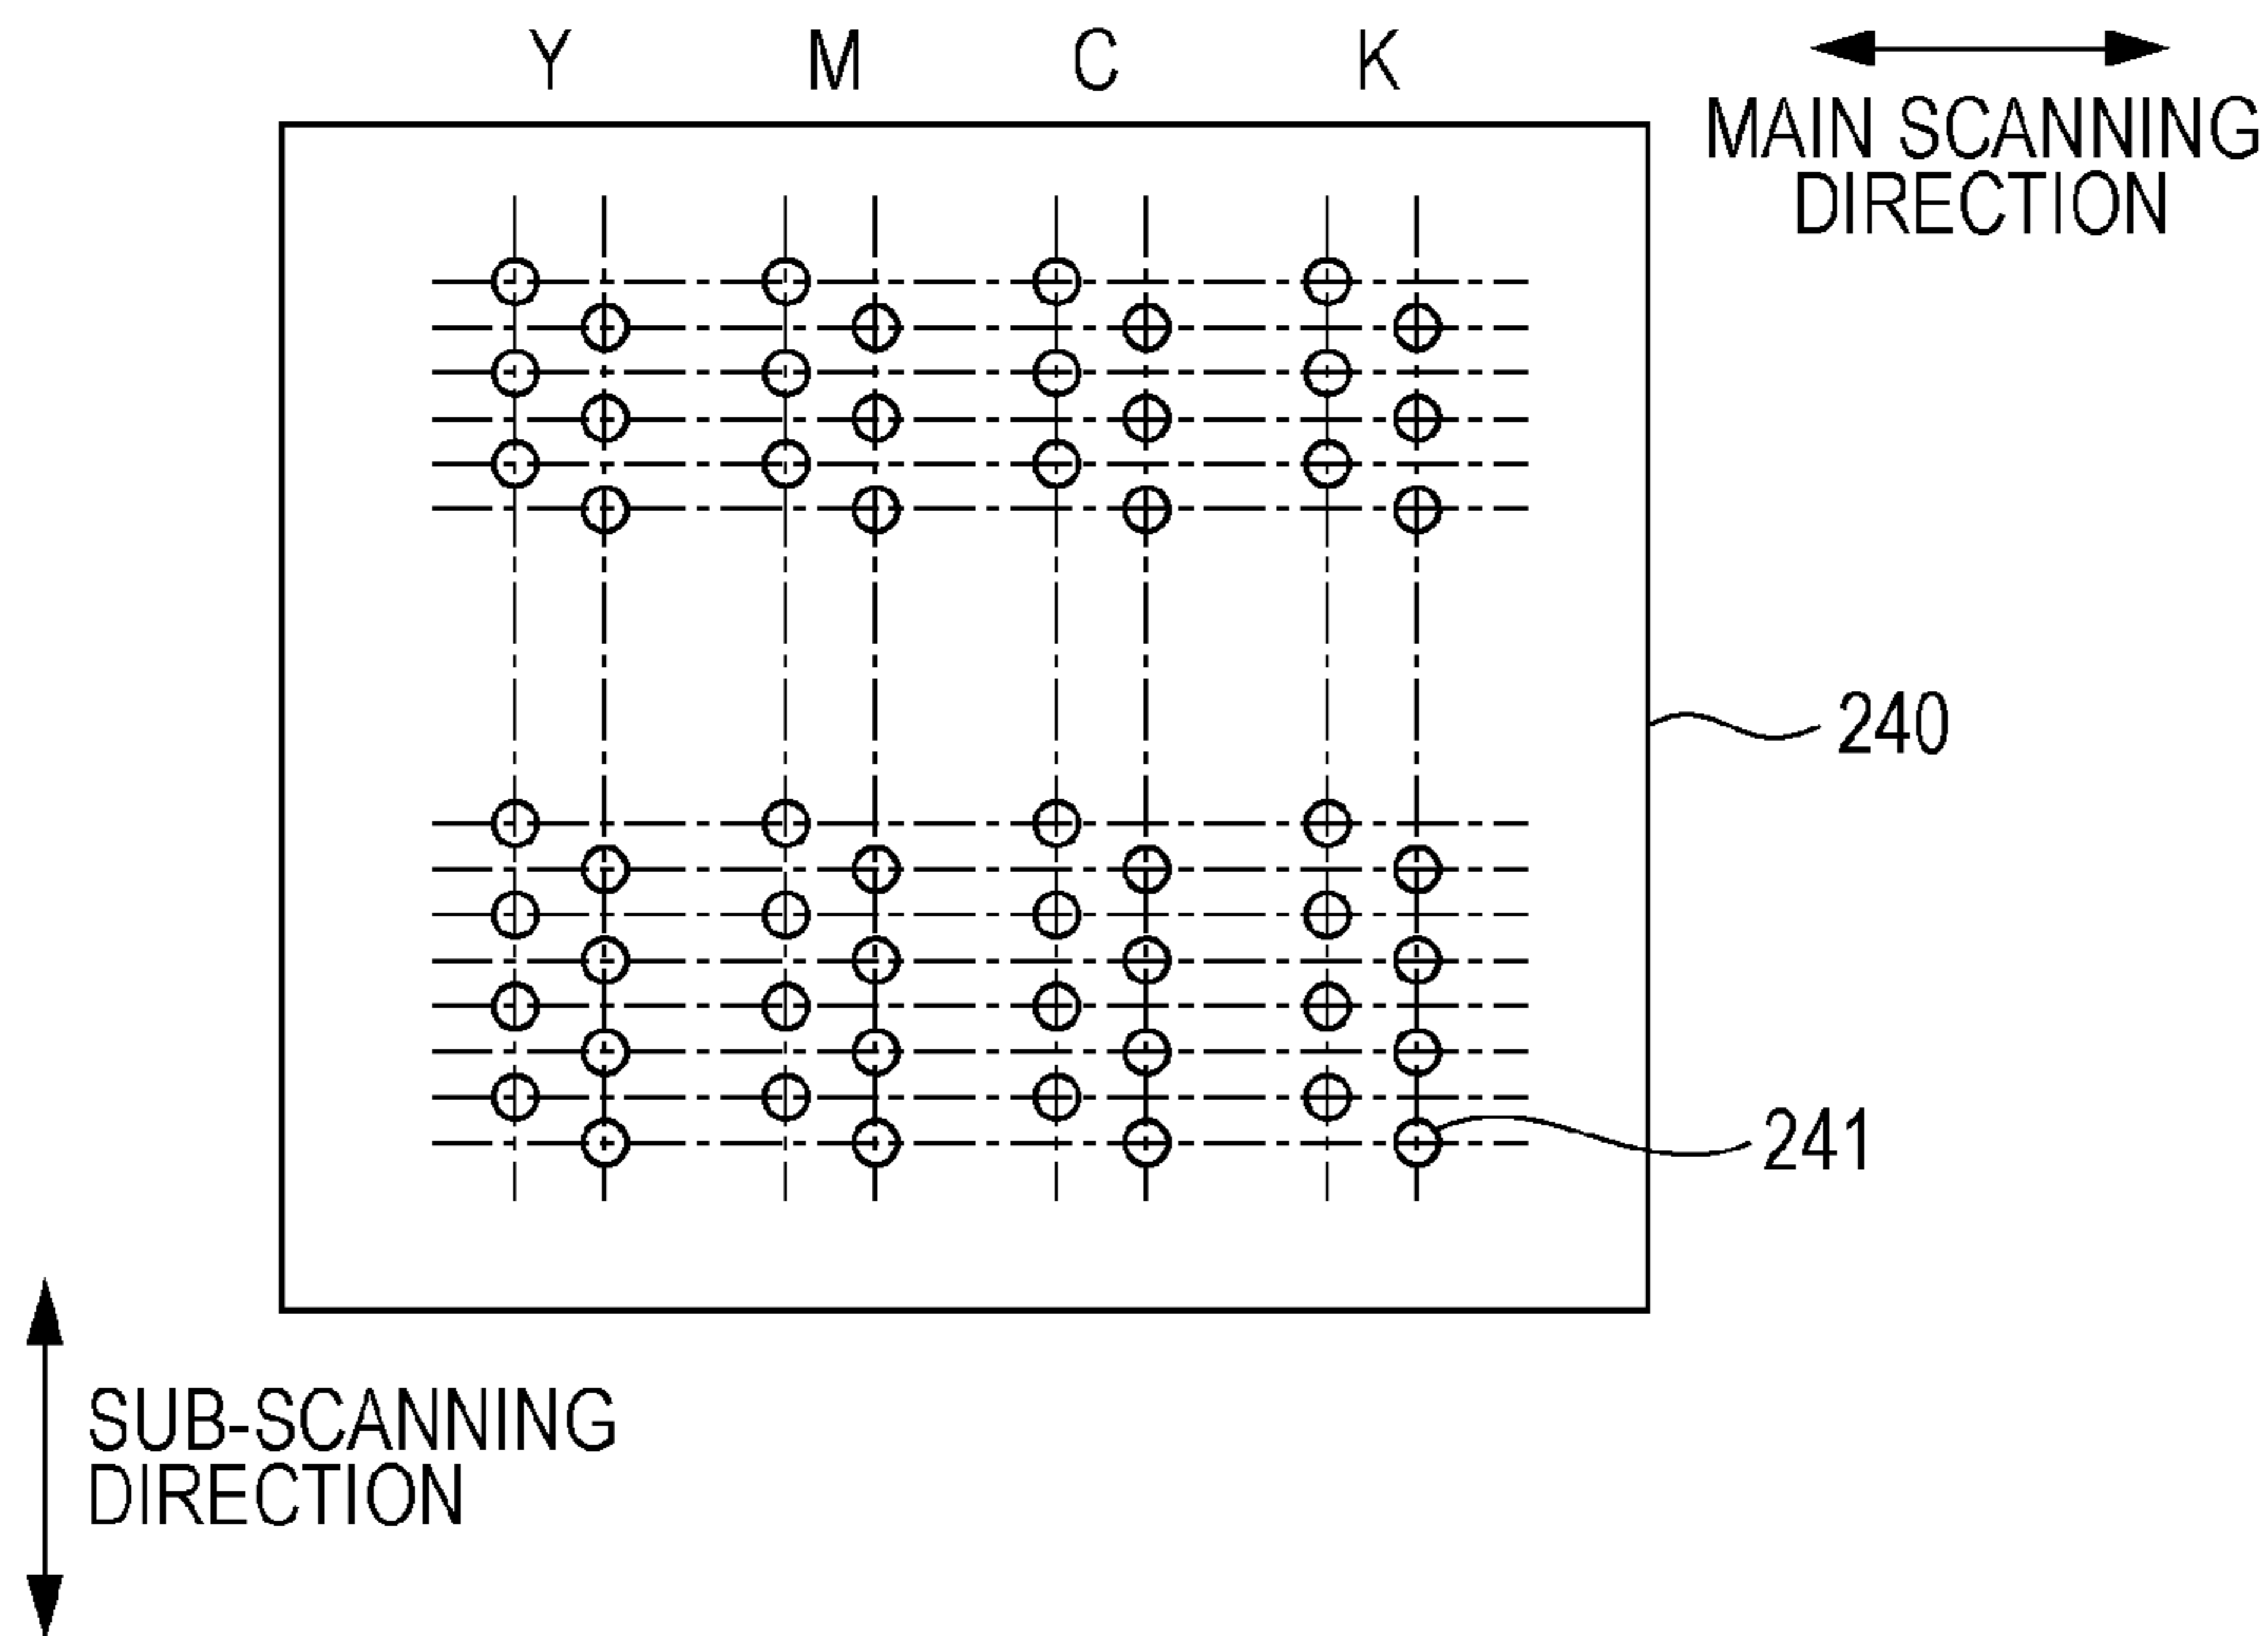 Y M C K
MAIN SCANNING
DIRECTION
240
241
SUB-SCANNING
DIRECTION